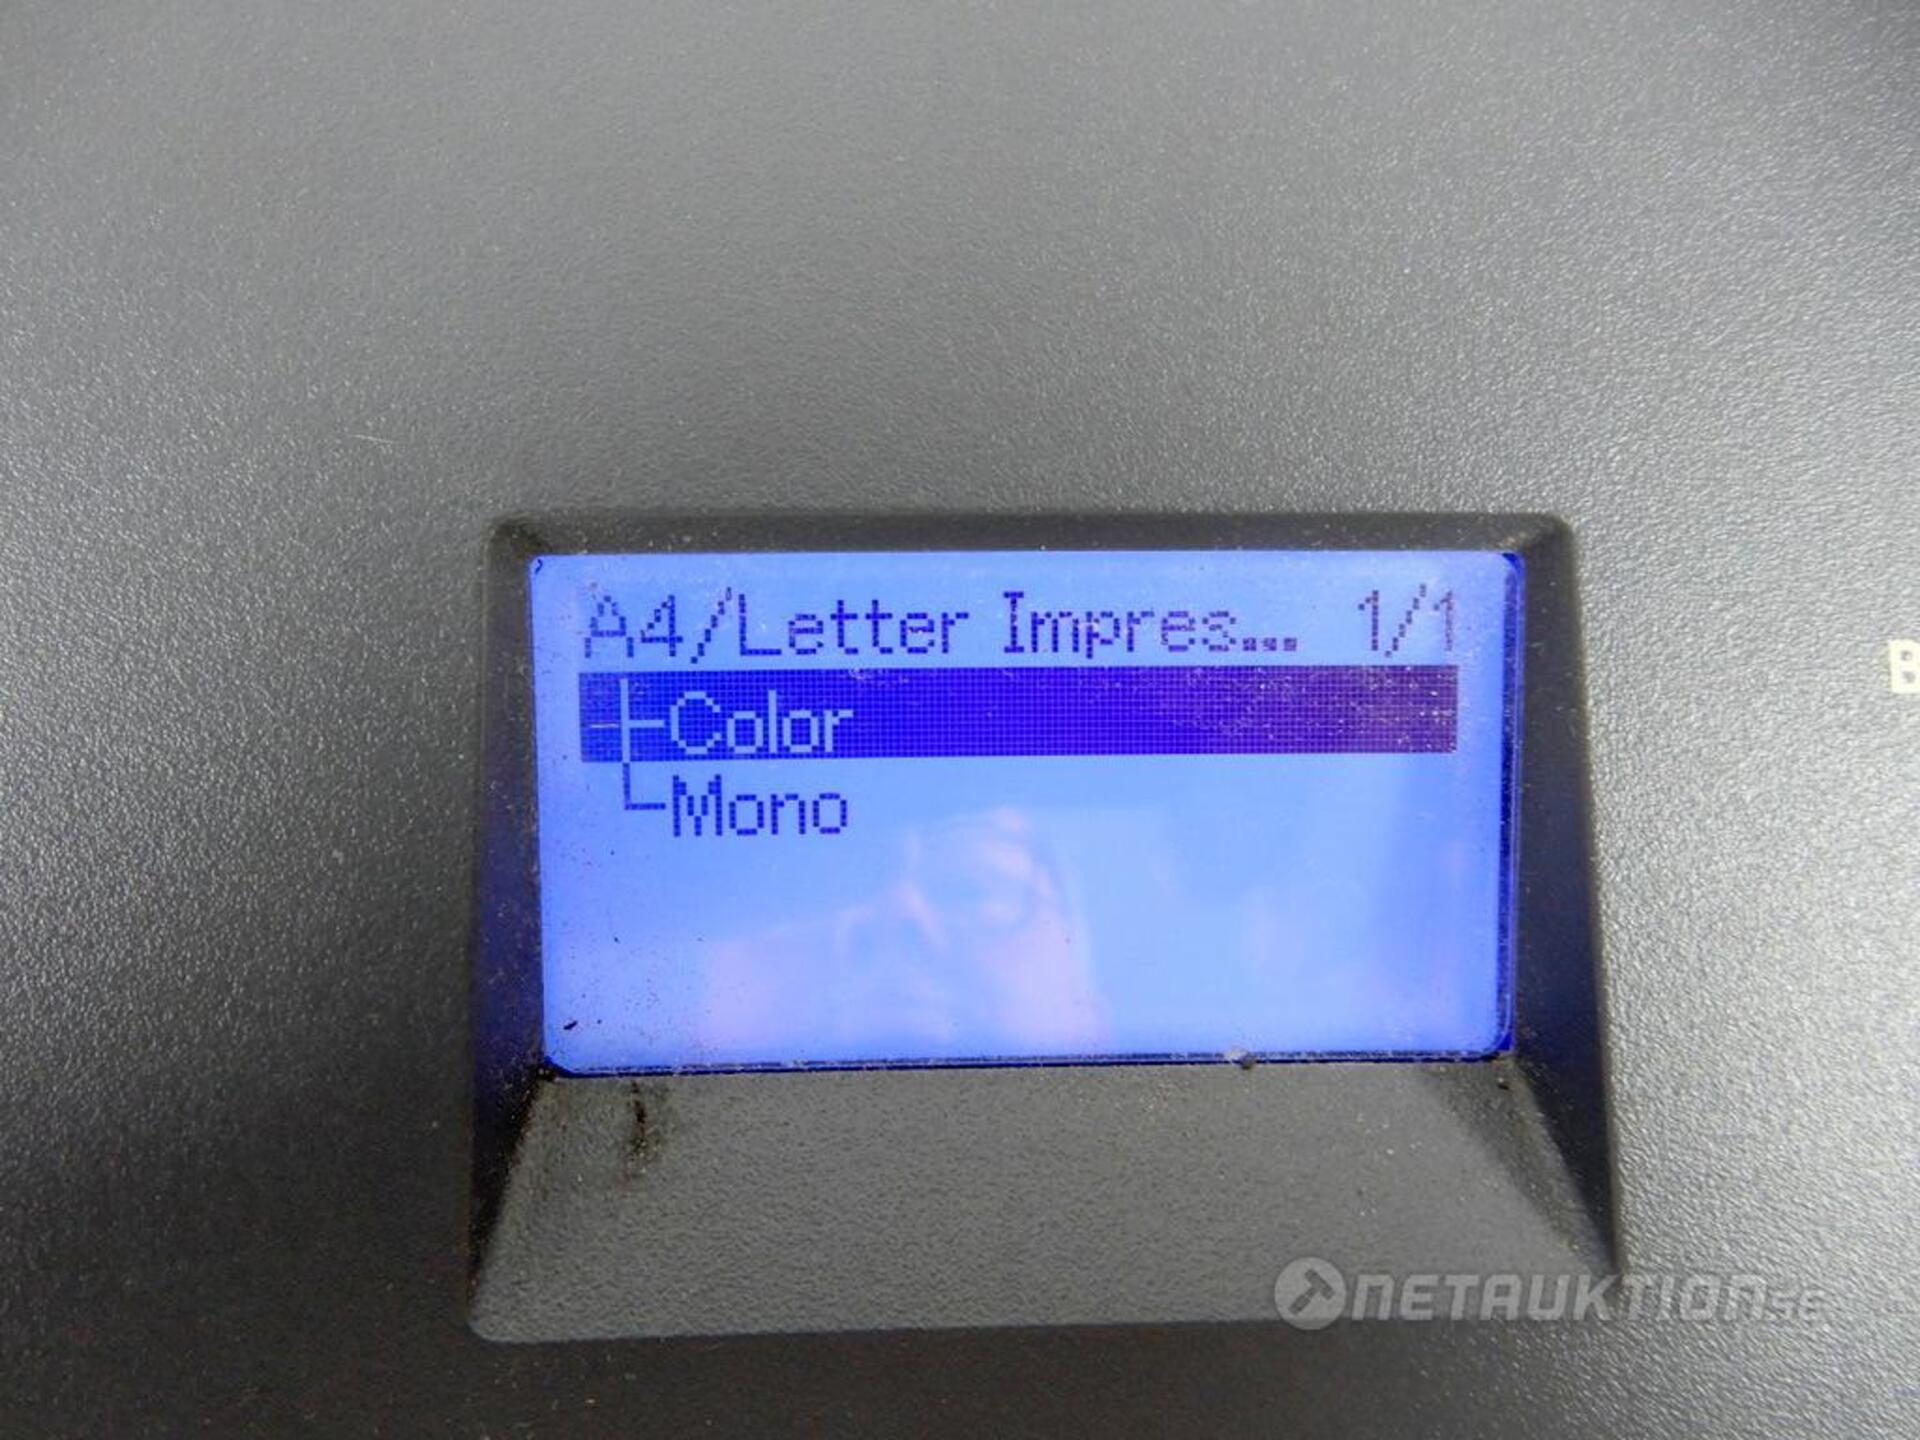 A4/Letter Impres... 1/1
Color
Mono
B
NETAUKTION.SE